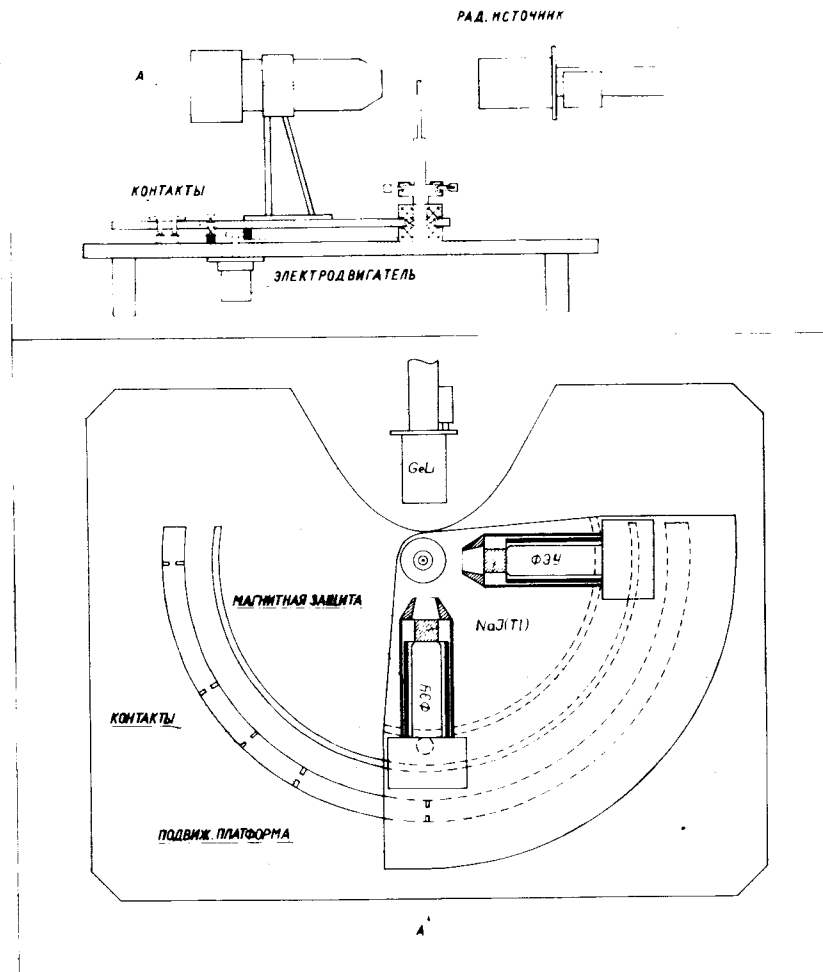 РАД. ИСТОЧНИК
А
КОНТАКТЫ
ЭЛЕКТРОДВИГАТЕЛЬ
GeLi
ФЭУ
МАГНИТНАЯ ЗАЩИТА
NaJ(Tl)
ФЭУ
КОНТАКТЫ
ПОДВИЖ. ПЛАТФОРМА
А